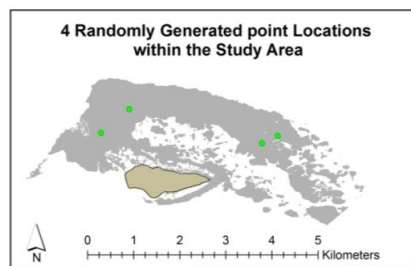 4 Randomly Generated point Locations
within the Study Area
N
0 1 2 3 4 5
Kilometers